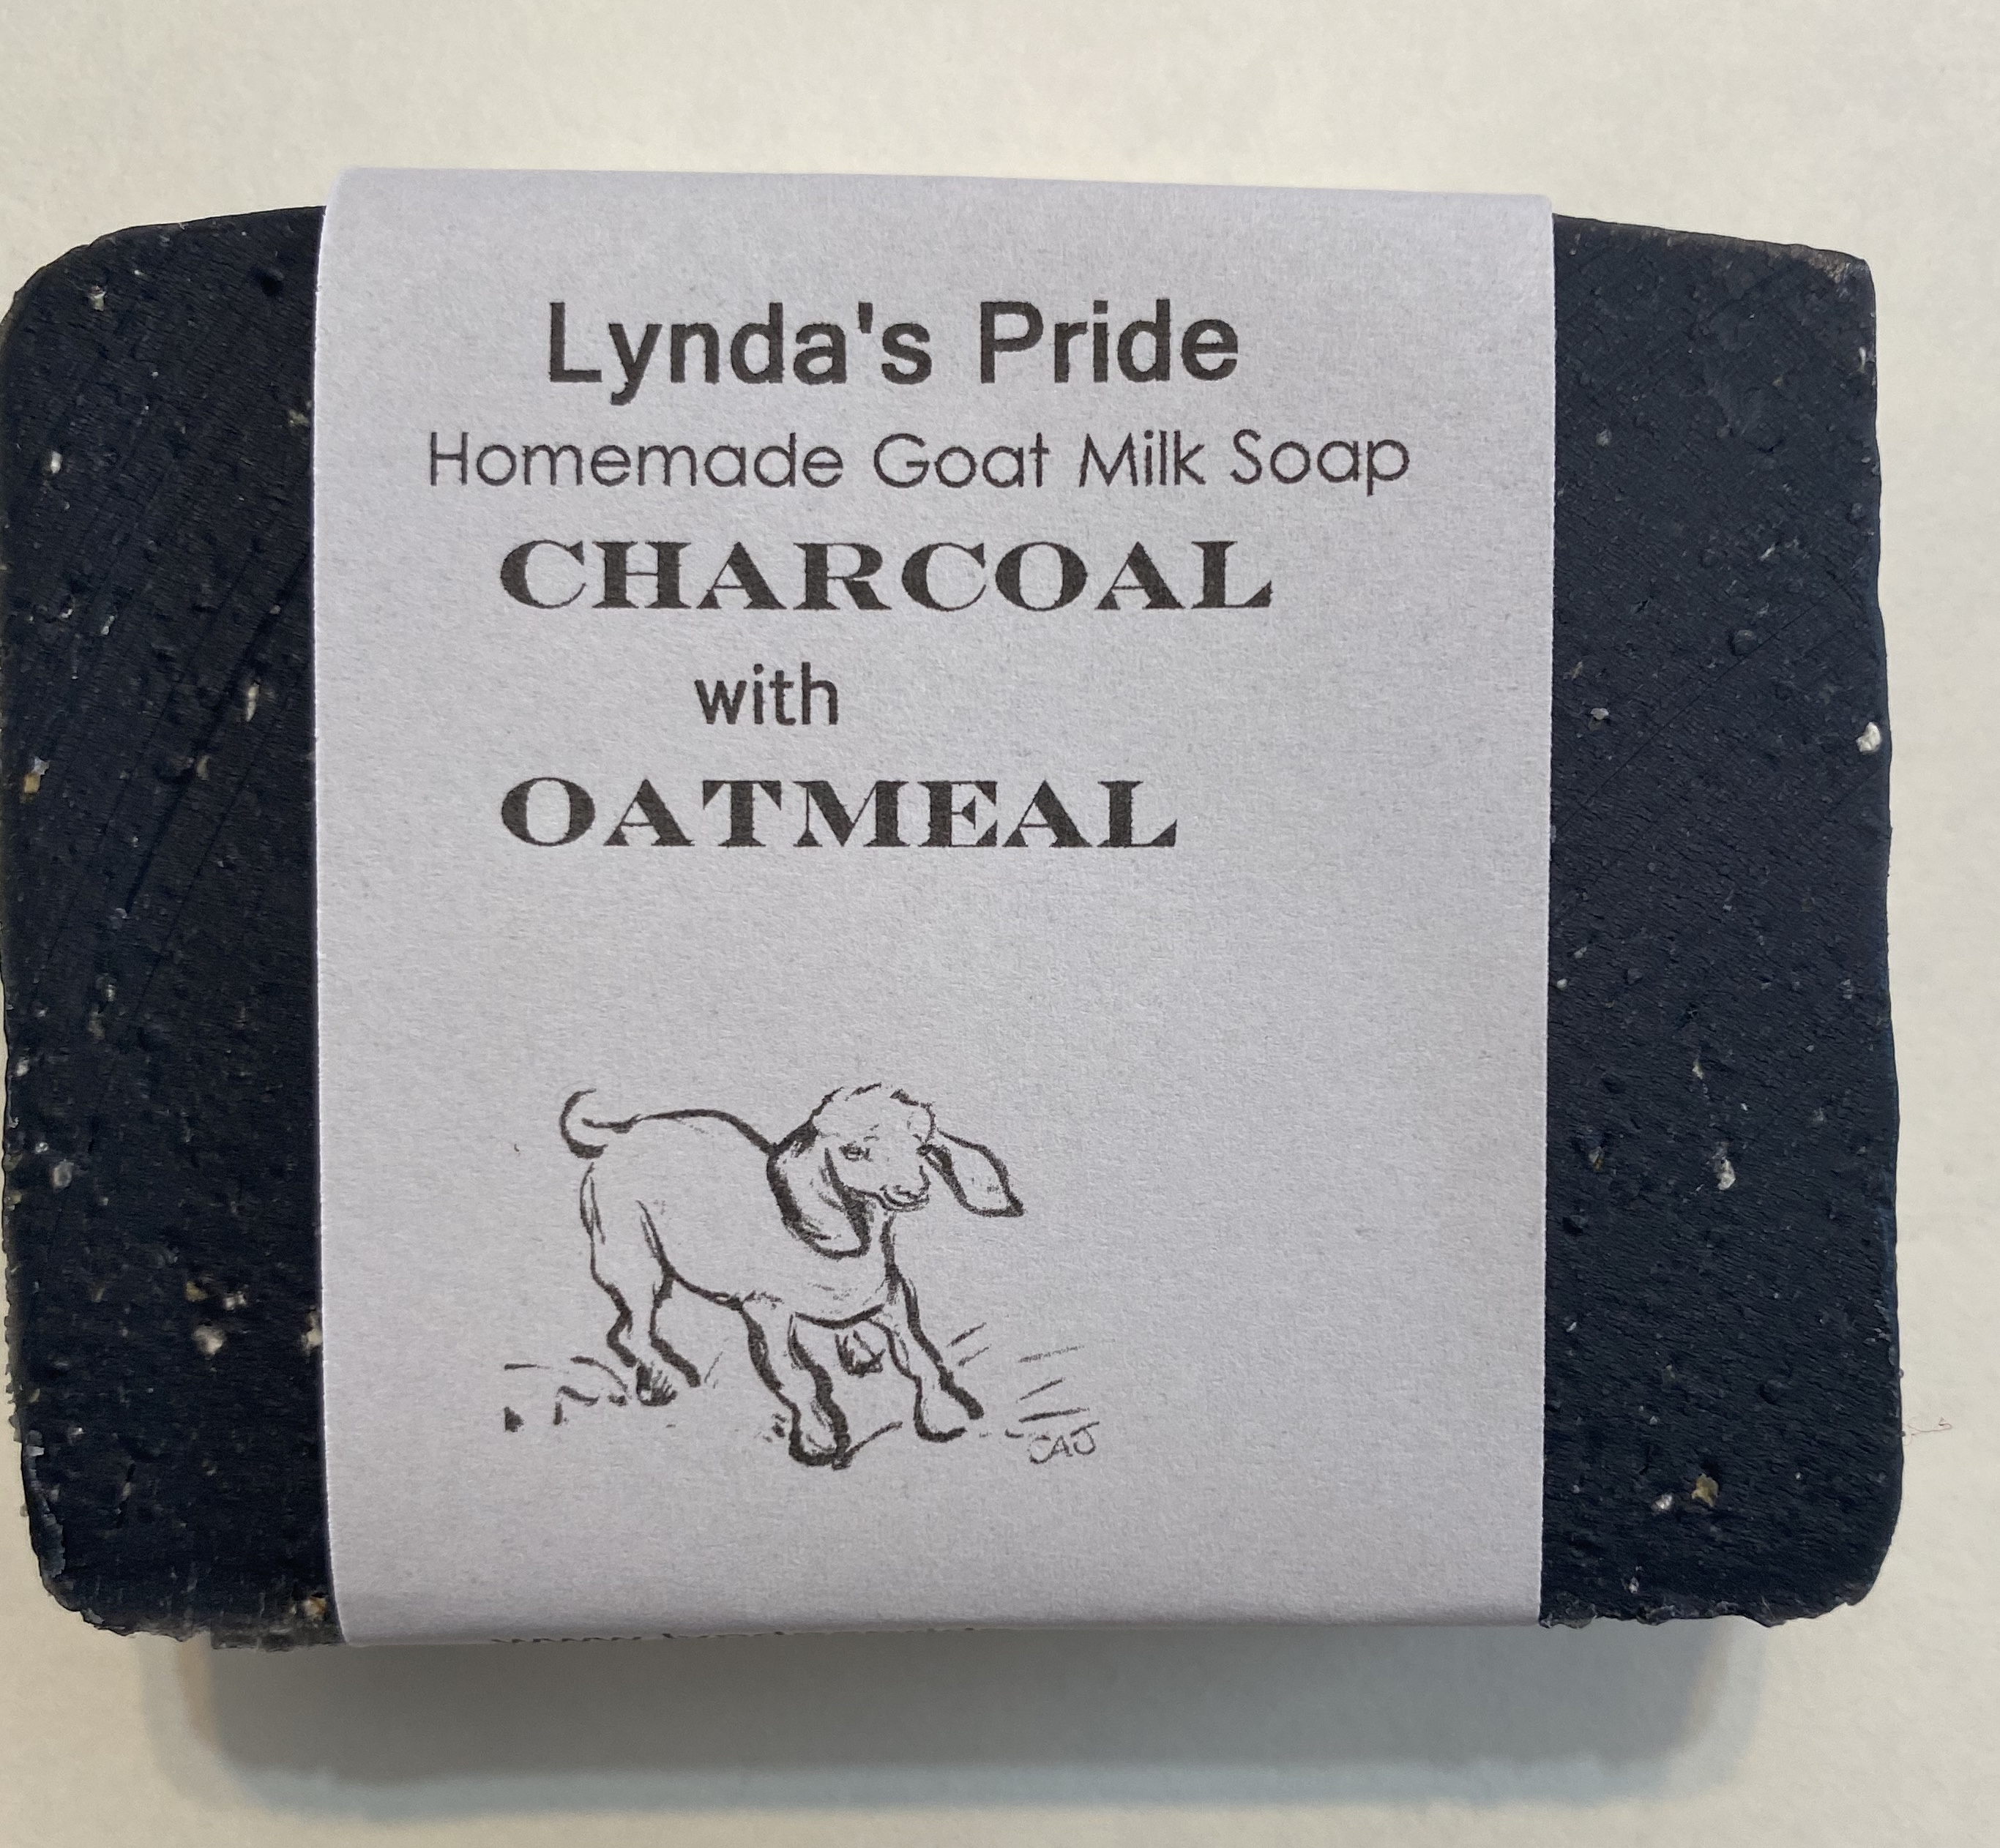 Lynda's Pride
Homemade Goat Milk Soap
CHARCOAL
with
OATMEAL
CAJ